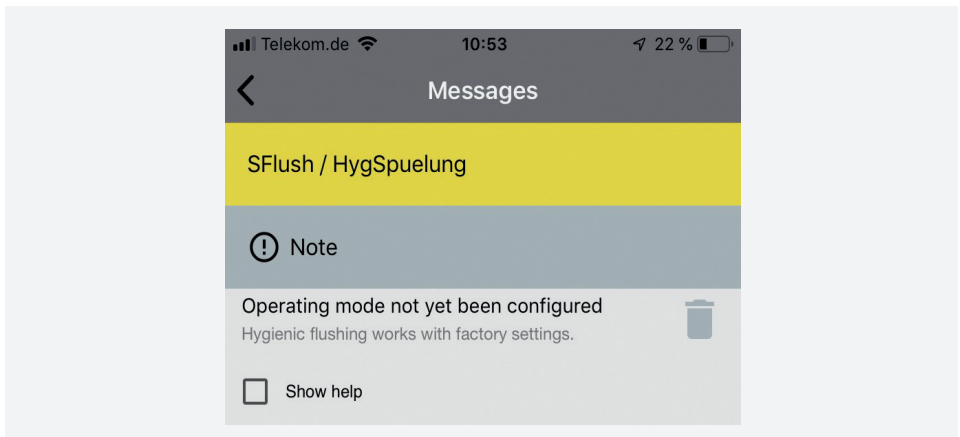 Telekom.de 10:53 22 %
Messages
SFlush / HygSpuelung
Note
Operating mode not yet been configured
Hygienic flushing works with factory settings.
Show help